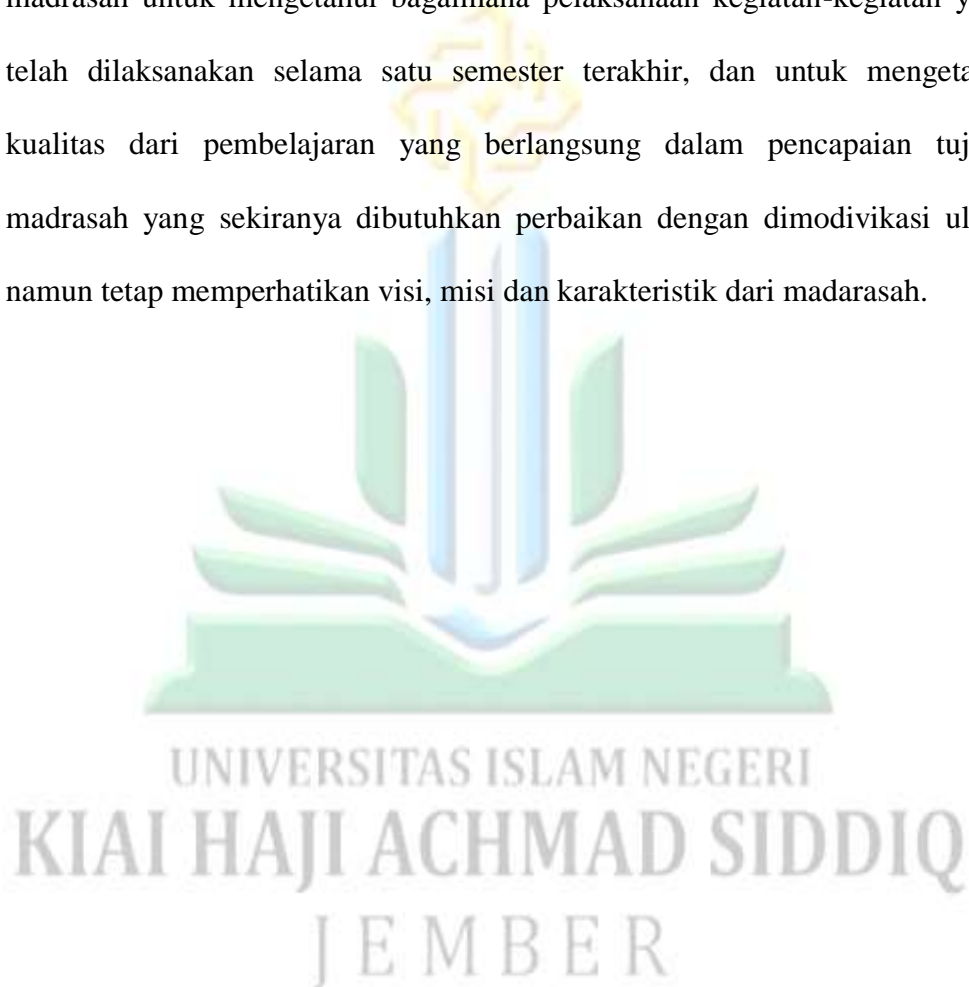 madrasah untuk mengetahui bagaimana pelaksanaan kegiatan-kegiatan y
telah dilaksanakan selama satu semester terakhir, dan untuk mengeta
kualitas dari pembelajaran yang berlangsung dalam pencapaian tuj
madrasah yang sekiranya dibutuhkan perbaikan dengan dimodivikasi ul
namun tetap memperhatikan visi, misi dan karakteristik dari madarasah.
UNIVERSITAS ISLAM NEGERI
KIAI HAJI ACHMAD SIDDIQ
JEMBER